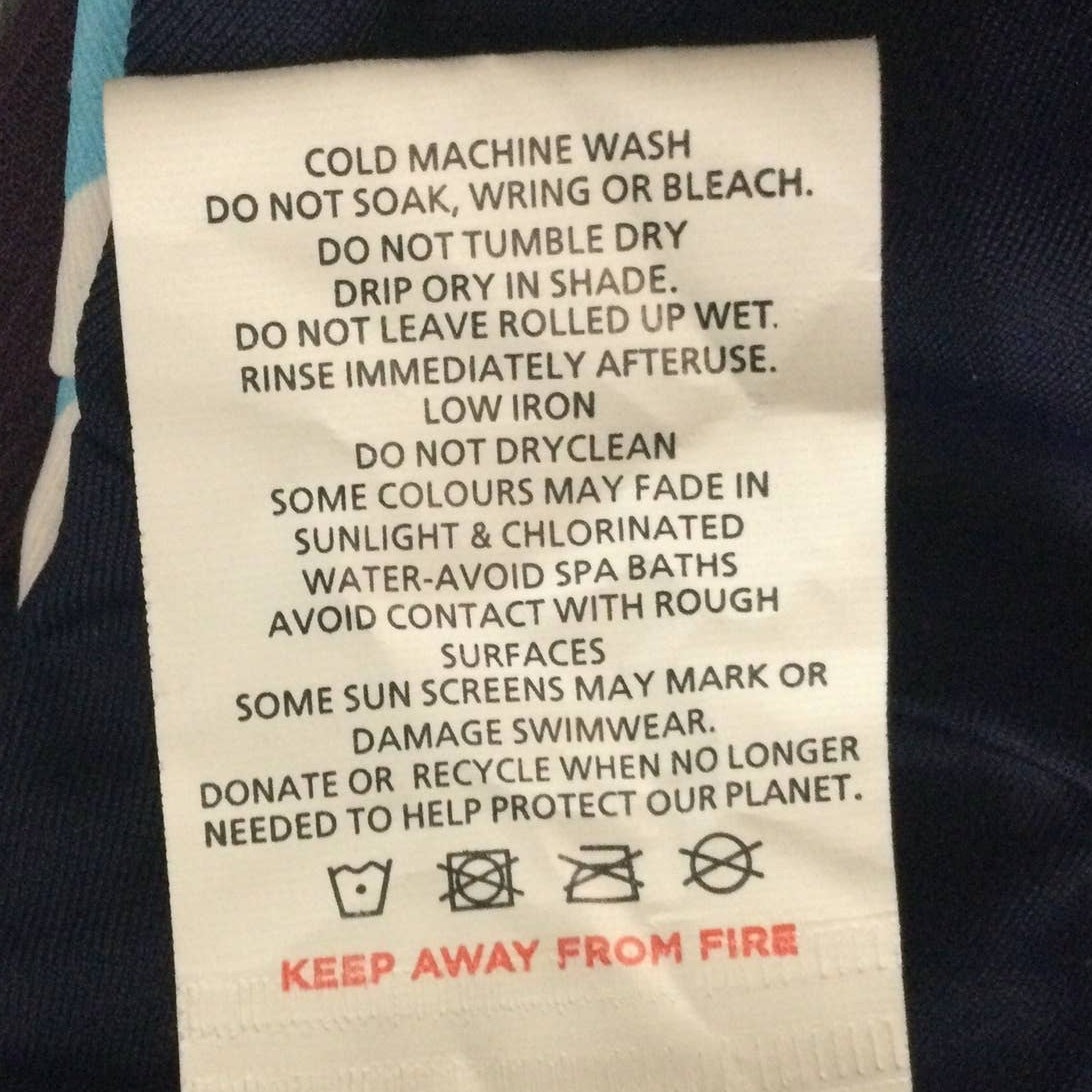 COLD MACHINE WASH
DO NOT SOAK, WRING OR BLEACH.
DO NOT TUMBLE DRY
DRIP ORY IN SHADE.
DO NOT LEAVE ROLLED UP WET.
RINSE IMMEDIATELY AFTERUSE.
LOW IRON
DO NOT DRYCLEAN
SOME COLOURS MAY FADE IN
SUNLIGHT & CHLORINATED
WATER-AVOID SPA BATHS
AVOID CONTACT WITH ROUGH
SURFACES
SOME SUN SCREENS MAY MARK OR
DAMAGE SWIMWEAR.
DONATE OR RECYCLE WHEN NO LONGER
NEEDED TO HELP PROTECT OUR PLANET.
KEEP AWAY FROM FIRE